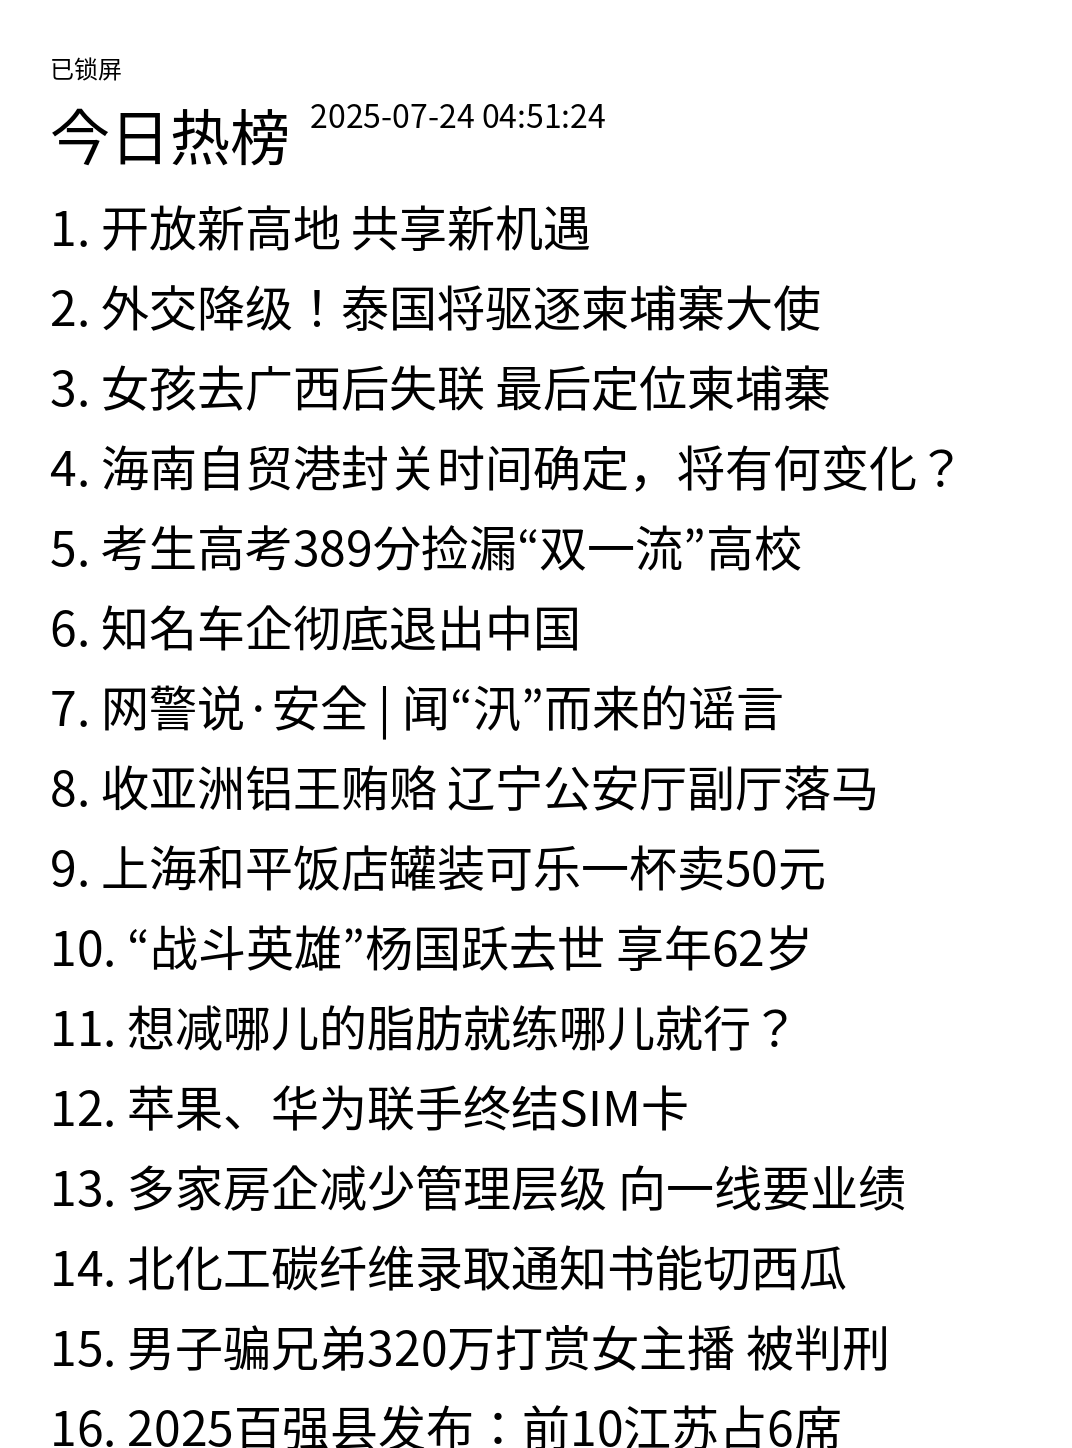 已锁屏
今日热榜 2025-07-24 04:51:24
1. 开放新高地 共享新机遇
2. 外交降级！泰国将驱逐柬埔寨大使
3. 女孩去广西后失联 最后定位柬埔寨
4. 海南自贸港封关时间确定，将有何变化？
5. 考生高考389分捡漏“双一流”高校
6. 知名车企彻底退出中国
7. 网警说·安全 | 闻“汛”而来的谣言
8. 收亚洲铝王贿赂 辽宁公安厅副厅落马
9. 上海和平饭店罐装可乐一杯卖50元
10. “战斗英雄”杨国跃去世 享年62岁
11. 想减哪儿的脂肪就练哪儿就行？
12. 苹果、华为联手终结SIM卡
13. 多家房企减少管理层级 向一线要业绩
14. 北化工碳纤维录取通知书能切西瓜
15. 男子骗兄弟320万打赏女主播 被判刑
16. 2025百强县发布：前10江苏占6席